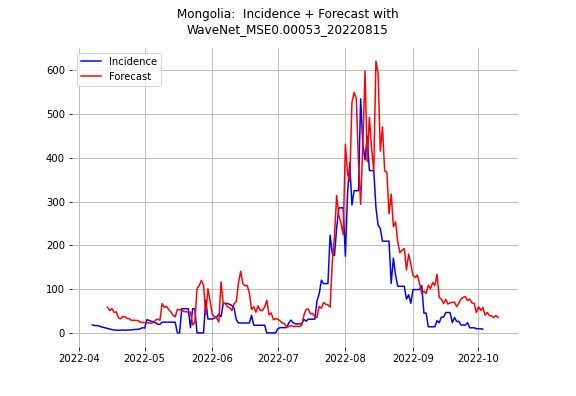 Mongolia:  Incidence + Forecast with
WaveNet_MSE0.00053_20220815
Incidence
Forecast
600
500
400
300
200
100
0
2022-04 2022-05 2022-06 2022-07 2022-08 2022-09 2022-10